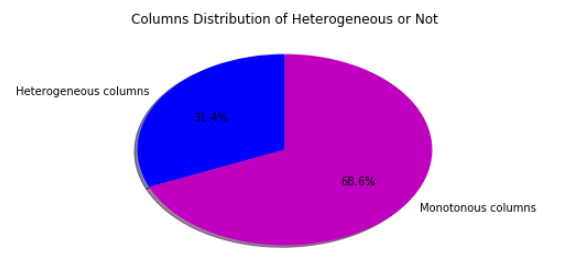 Columns Distribution of Heterogeneous or Not
Heterogeneous columns
31.4%
68.6%
Monotonous columns